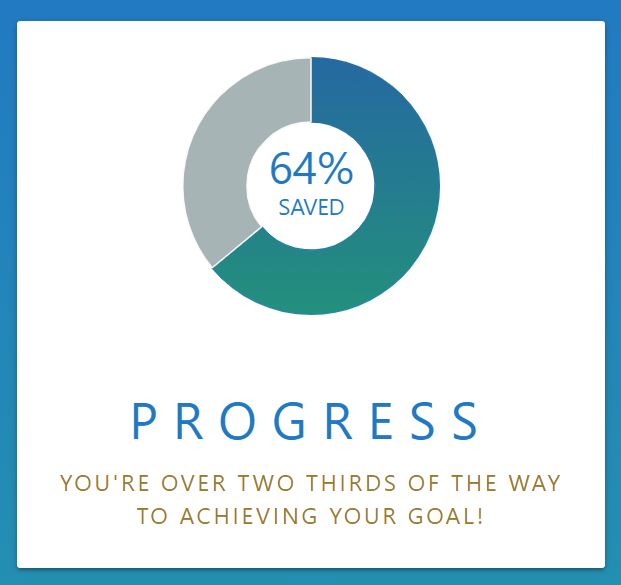 64%
SAVED
PROGRESS
YOU'RE OVER TWO THIRDS OF THE WAY
TO ACHIEVING YOUR GOAL!